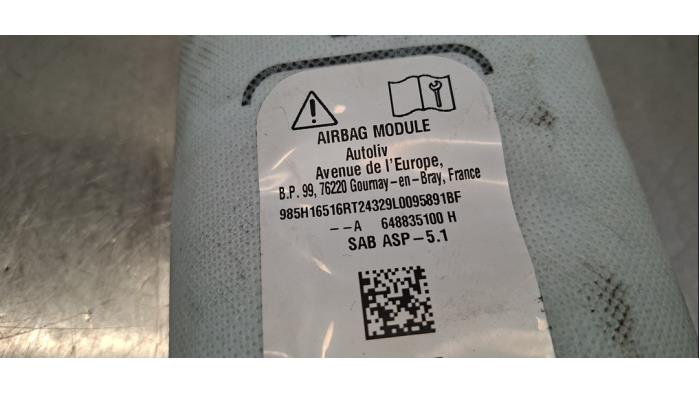 AIRBAG MODULE
Autoliv
Avenue de l'Europe,
B.P. 99, 76220 Gournay-en-Bray, France
985H16516RT24329L0095891BF
--A 648835100 H
SAB ASP-5.1